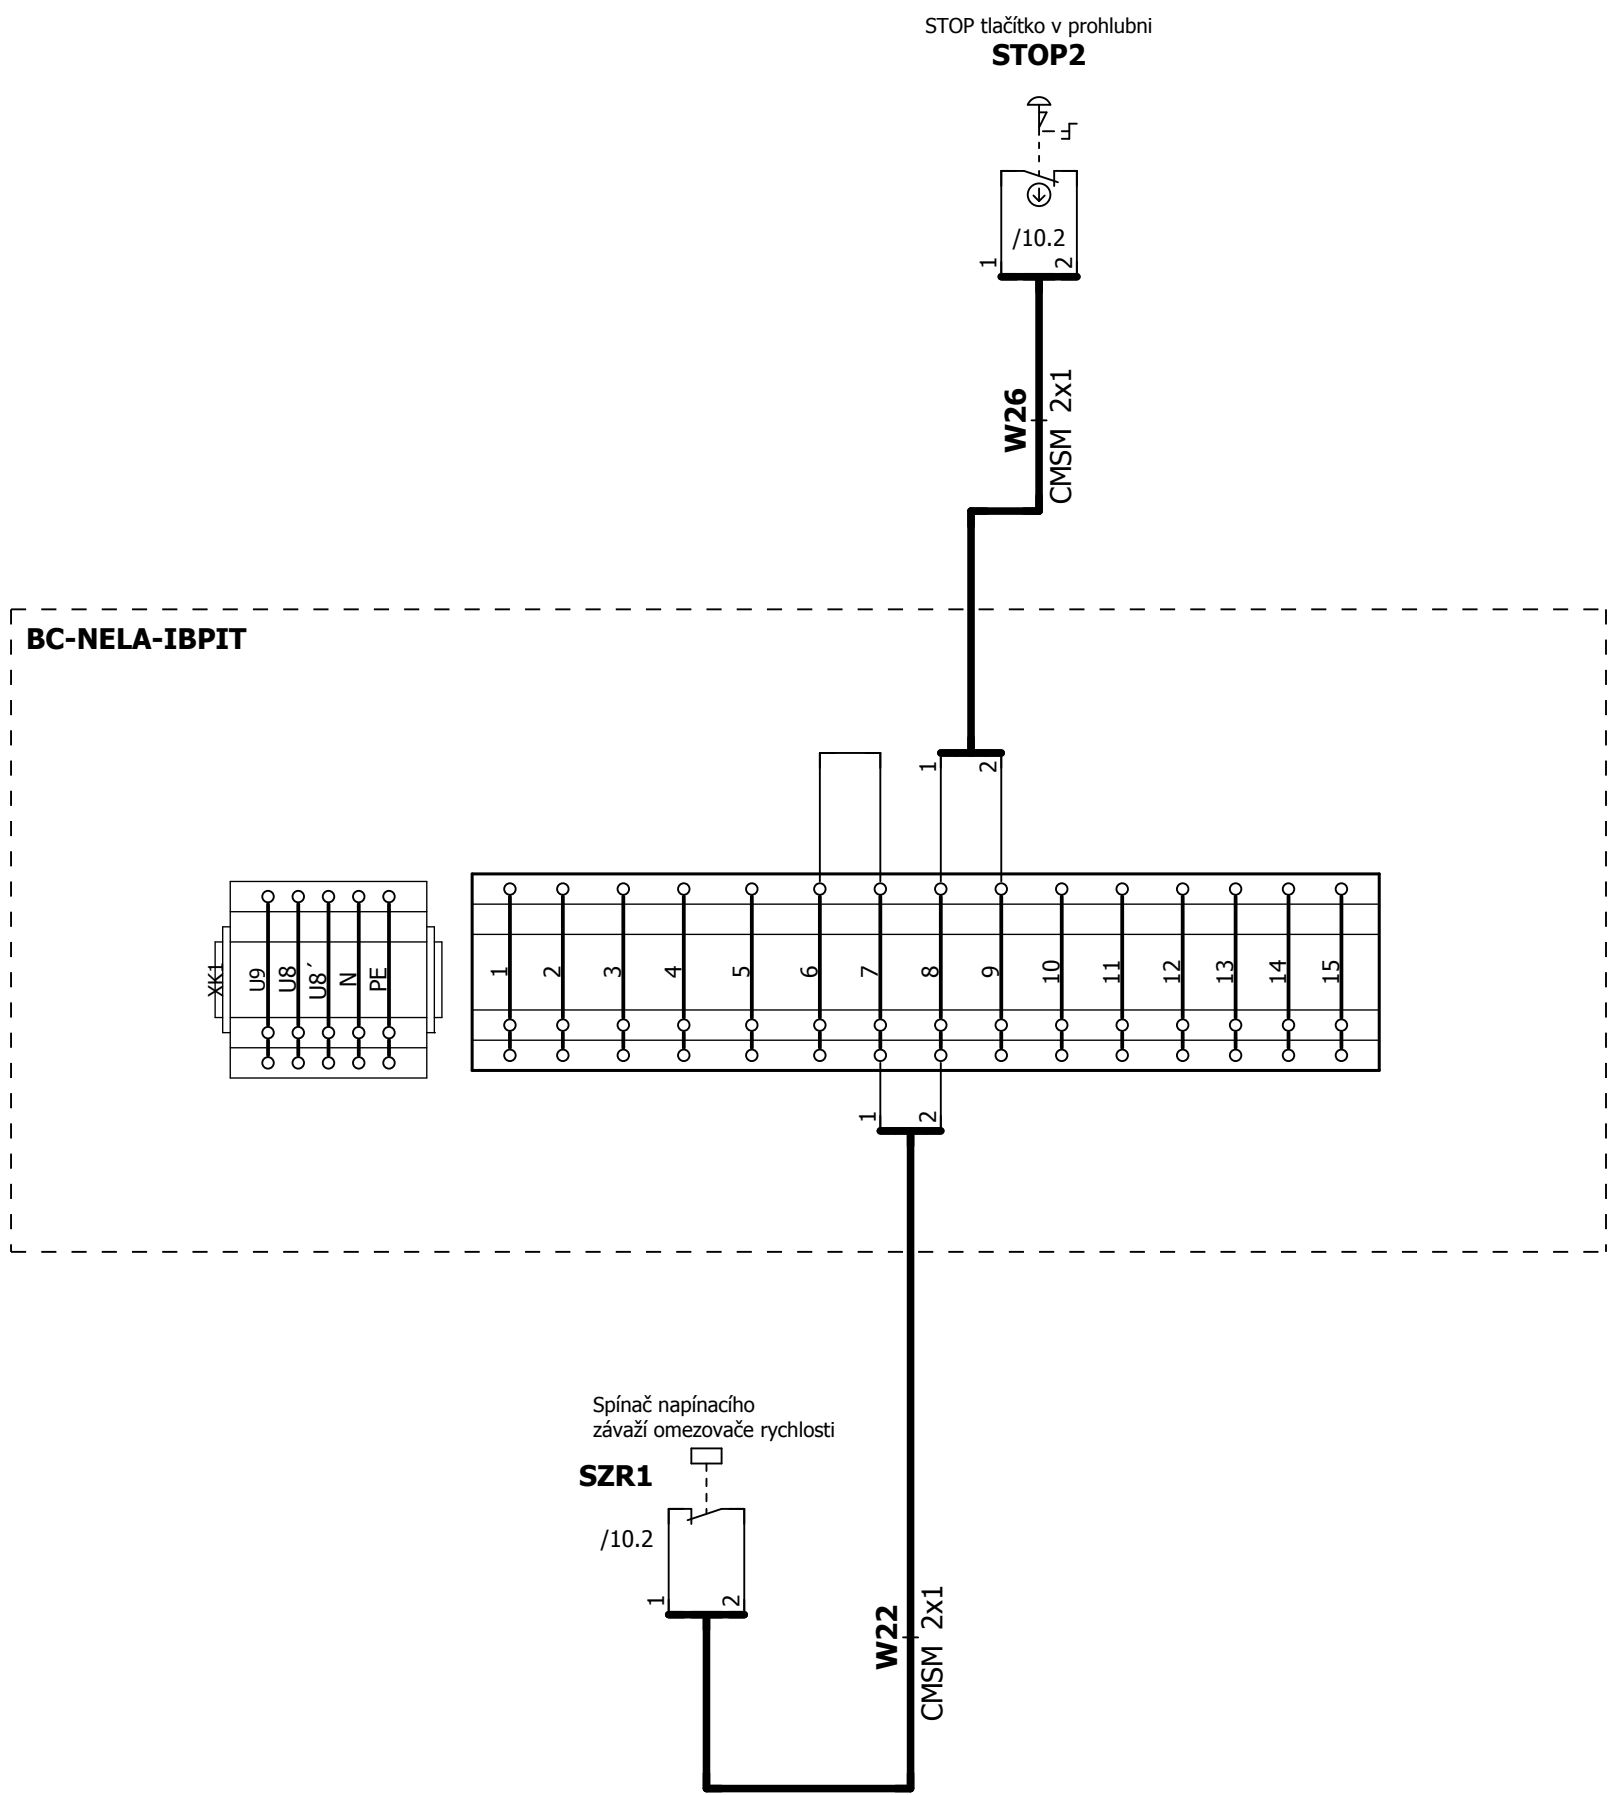 STOP tlačítko v prohlubni
STOP2
/10.2
1
2
W26
CMSM 2x1
BC-NELA-IBPIT
1
2
XK1
U9
U8
U8´
N
PE
1
2
3
4
5
6
7
8
9
10
11
12
13
14
15
1
2
Spínač napínacího
závaží omezovače rychlosti
SZR1
/10.2
1
2
W22
CMSM 2x1